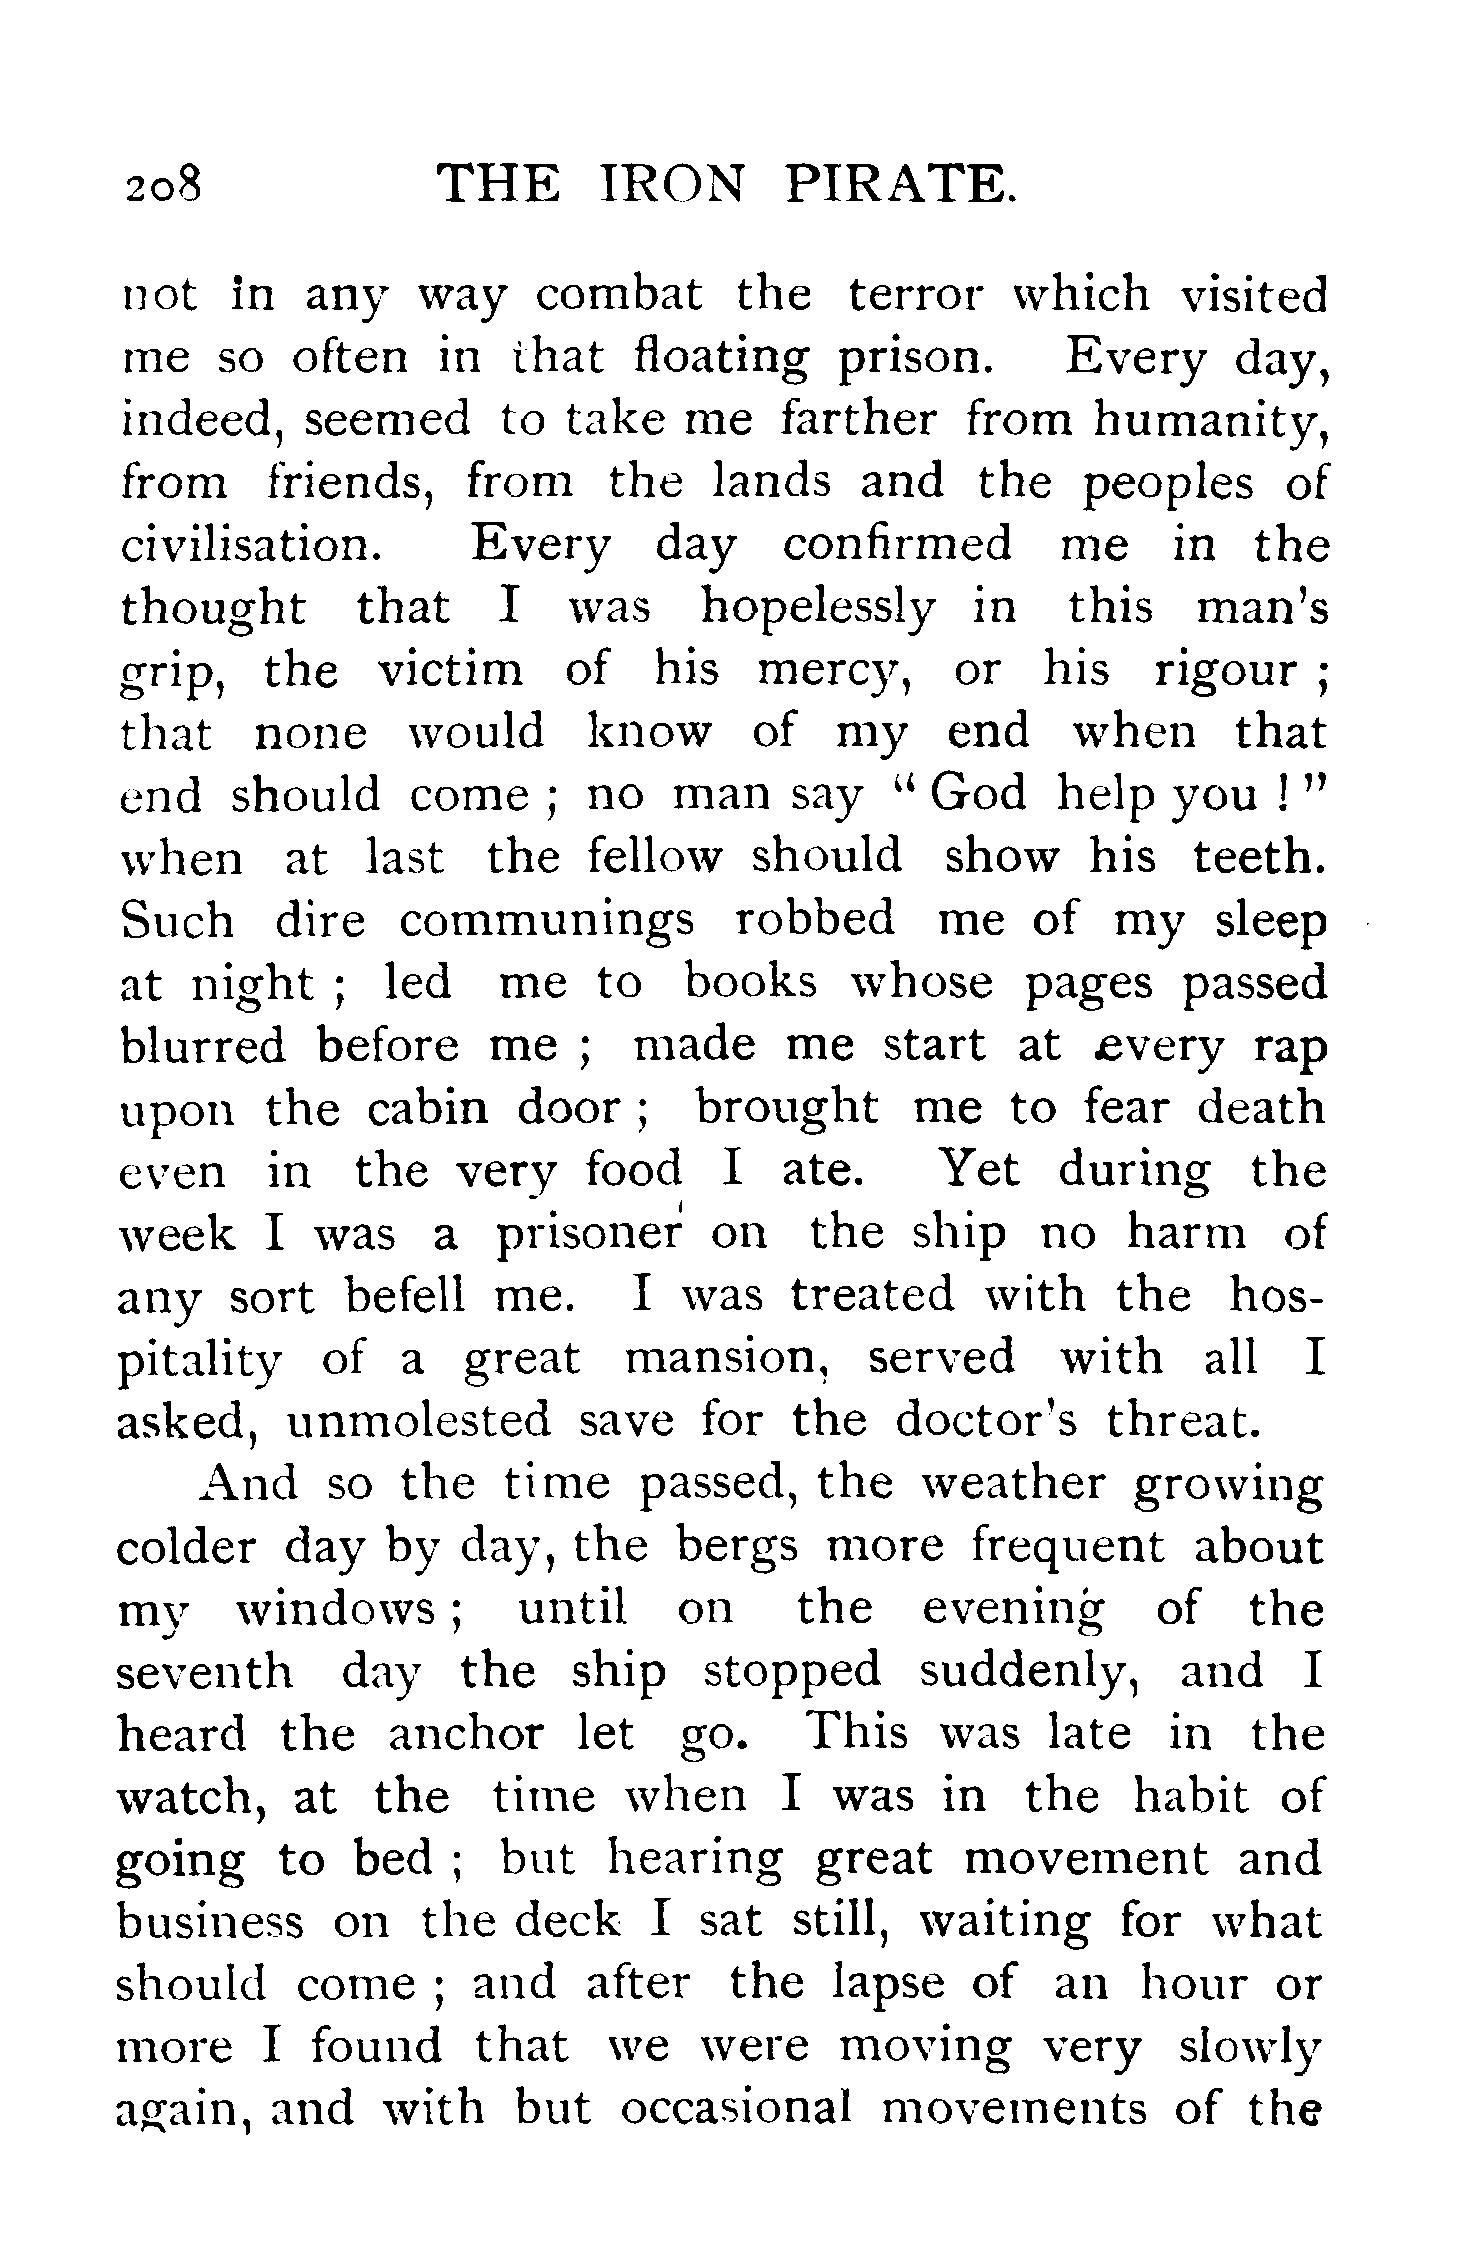 208 THE IRON PIRATE.
not in any way combat the terror which visited
me so often in that floating prison. Every day,
indeed, seemed to take me farther from humanity,
from friends, from the lands and the peoples of
civilisation. Every day confirmed me in the
thought that I was hopelessly in this man's
grip, the victim of his mercy, or his rigour ;
that none would know of my end when that
end should come ; no man say “ God help you ! ”
when at last the fellow should show his teeth.
Such dire communings robbed me of my sleep
at night ; led me to books whose pages passed
blurred before me ; made me start at every rap
upon the cabin door ; brought me to fear death
even in the very food I ate. Yet during the
week I was a prisoner on the ship no harm of
any sort befell me. I was treated with the hos-
pitality of a great mansion, served with all I
asked, unmolested save for the doctor's threat.
And so the time passed, the weather growing
colder day by day, the bergs more frequent about
my windows ; until on the evening of the
seventh day the ship stopped suddenly, and I
heard the anchor let go. This was late in the
watch, at the time when I was in the habit of
going to bed ; but hearing great movement and
business on the deck I sat still, waiting for what
should come ; and after the lapse of an hour or
more I found that we were moving very slowly
again, and with but occasional movements of the